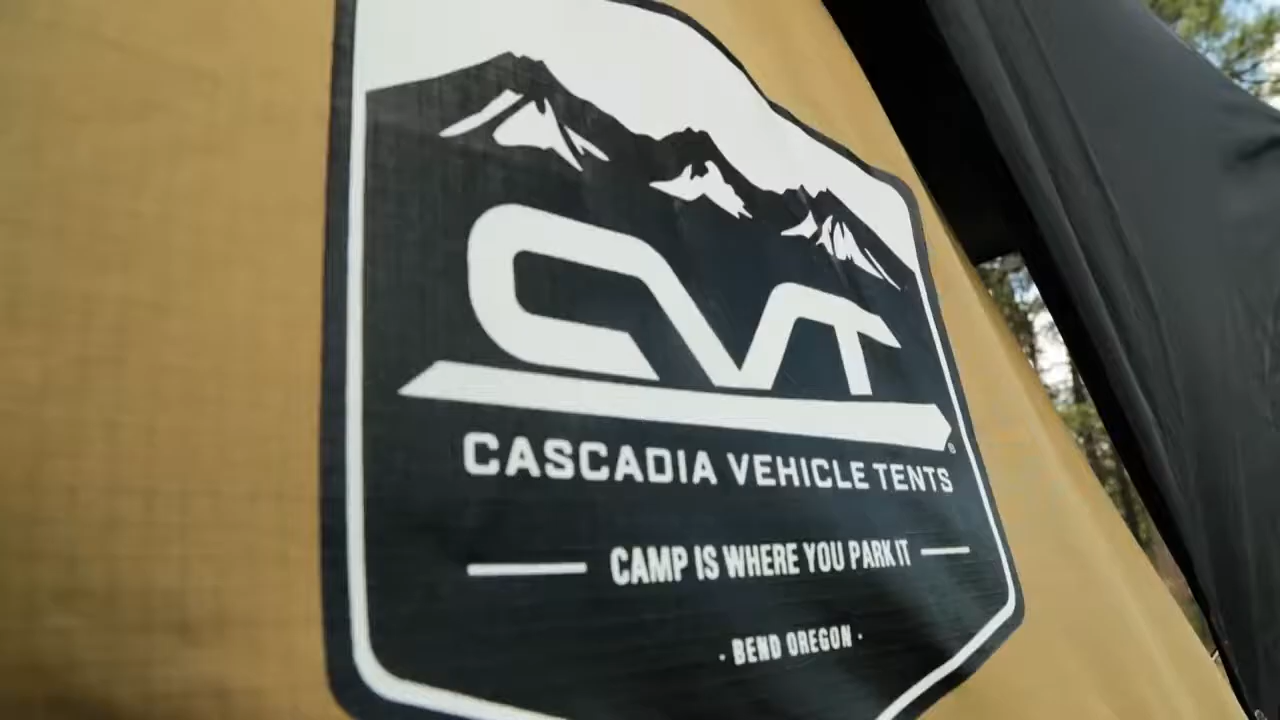 CVT
CASCADIA VEHICLE TENTS
CAMP IS WHERE YOU PARK IT
· BEND OREGON ·